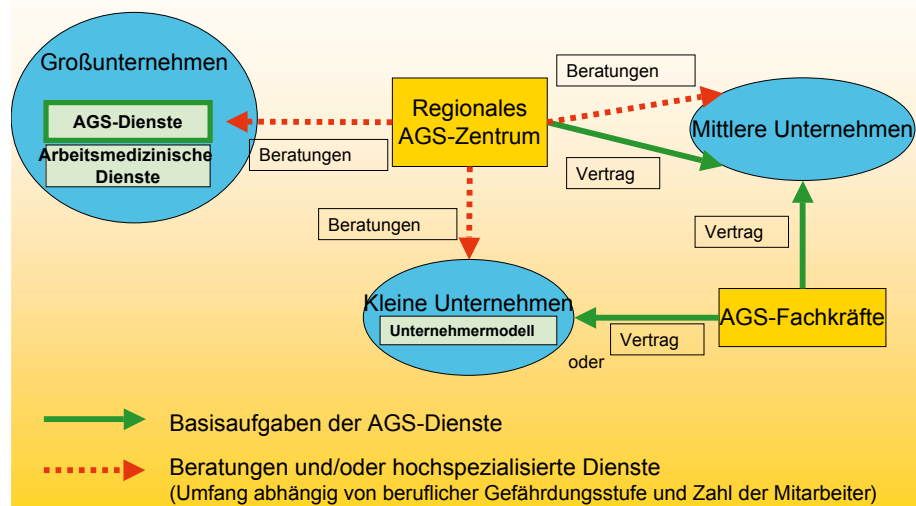 Großunternehmen
AGS-Dienste
Arbeitsmedizinische
Dienste
Beratungen
Regionales
AGS-Zentrum
Beratungen
Mittlere Unternehmen
Vertrag
Beratungen
Vertrag
Kleine Unternehmen
Unternehmermodell
Vertrag
oder
AGS-Fachkräfte
Basisaufgaben der AGS-Dienste
Beratungen und/oder hochspezialisierte Dienste
(Umfang abhängig von beruflicher Gefährdungsstufe und Zahl der Mitarbeiter)